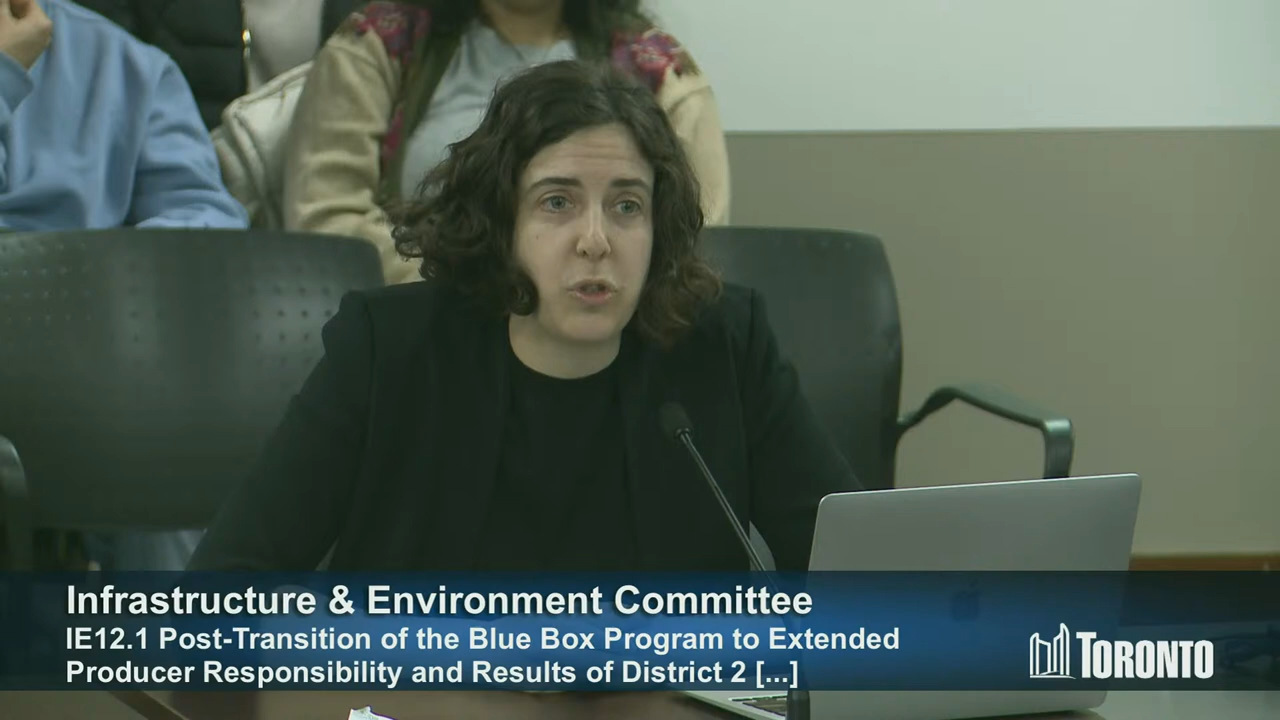 Infrastructure & Environment Committee
IE12.1 Post-Transition of the Blue Box Program to Extended
Producer Responsibility and Results of District 2 [...]
TORONTO